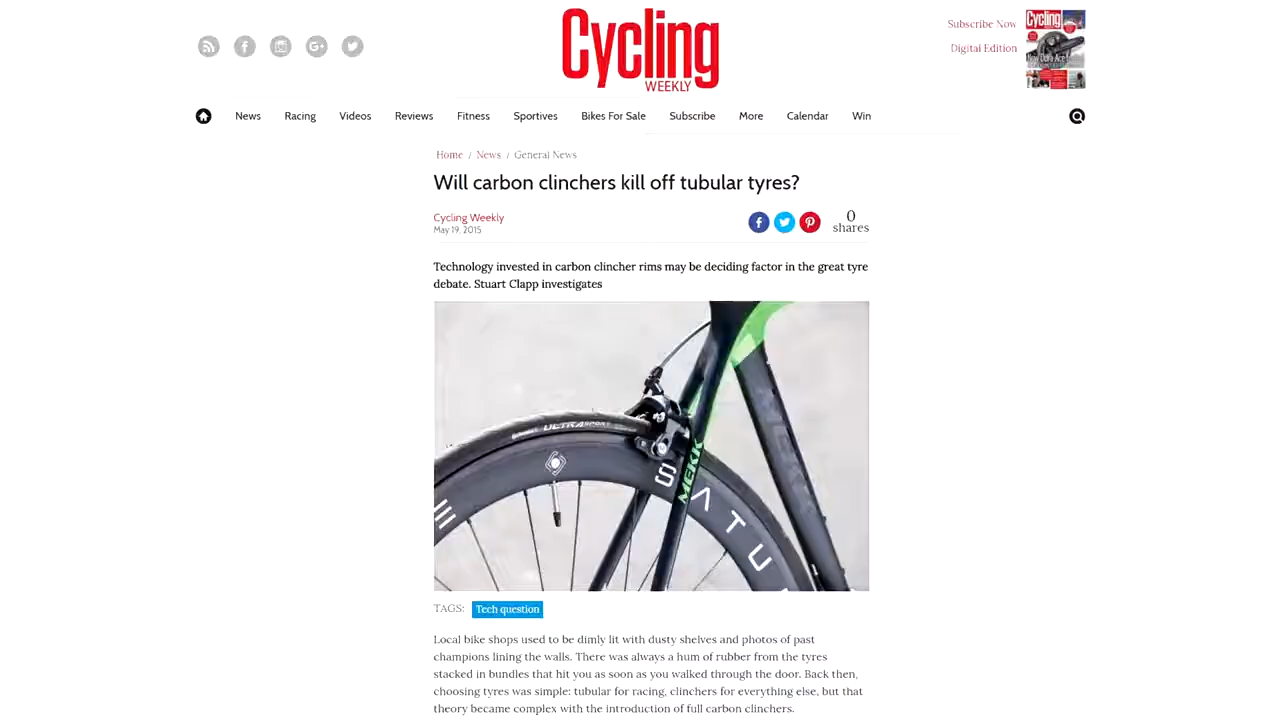 Cycling
WEEKLY
Subscribe Now
Digital Edition
Cycling
News
Racing
Videos
Reviews
Fitness
Sportives
Bikes For Sale
Subscribe
More
Calendar
Win
Home / News / General News
Will carbon clinchers kill off tubular tyres?
Cycling Weekly
May 19, 2015
0
shares
Technology invested in carbon clincher rims may be deciding factor in the great tyre
debate. Stuart Clapp investigates
ULTRA SPORT
MEKK
SATU
TAGS: Tech question
Local bike shops used to be dimly lit with dusty shelves and photos of past
champions lining the walls. There was always a hum of rubber from the tyres
stacked in bundles that hit you as soon as you walked through the door. Back then,
choosing tyres was simple: tubular for racing, clinchers for everything else, but that
theory became complex with the introduction of full carbon clinchers.